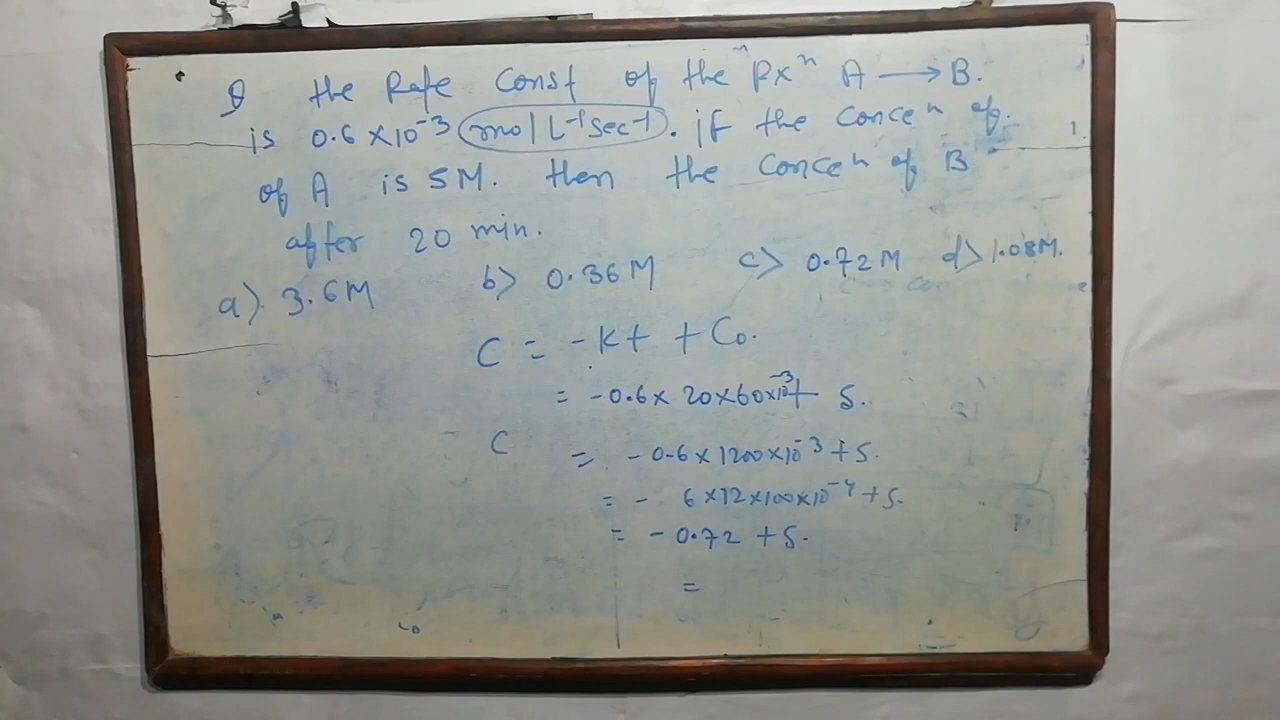 Q the Rate Const of the Rxⁿ A ⟶ B.
is 0.6 × 10⁻³ mol L⁻¹ sec⁻¹. if the Conceⁿ of.
of A is 5M. then the Conceⁿ of B
after 20 min.
a) 3.6M b) 0.36M c) 0.72M d) 1.08M.
C = -Kt + C₀.
= -0.6 × 20×60×10⁻³ + 5.
C = -0.6 × 1200×10⁻³ + 5.
= - 6×12×100×10⁻⁴ + 5.
= -0.72 + 5.
=